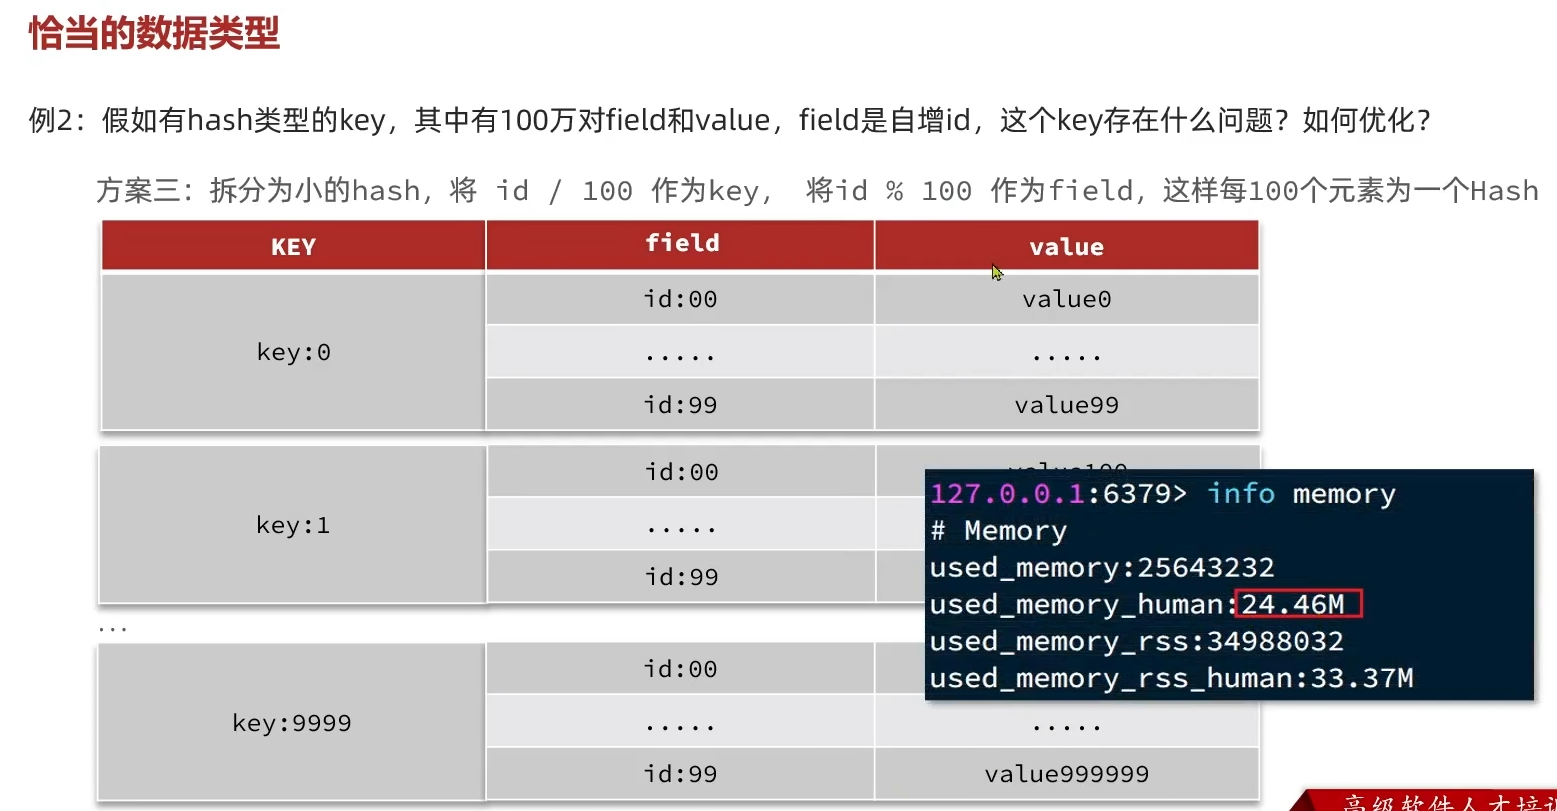 恰当的数据类型
例2：假如有hash类型的key，其中有100万对field和value，field是自增id，这个key存在什么问题？如何优化？
方案三：拆分为小的hash，将 id / 100 作为key， 将id % 100 作为field，这样每100个元素为一个Hash
KEY field value
id:00 value0
key:0 ..... .....
id:99 value99
id:00
key:1 .....
id:99
127.0.0.1:6379> info memory
# Memory
used_memory:25643232
used_memory_human:24.46M
used_memory_rss:34988032
used_memory_rss_human:33.37M
...
id:00
key:9999 ..... .....
id:99 value999999
高级软件人才培